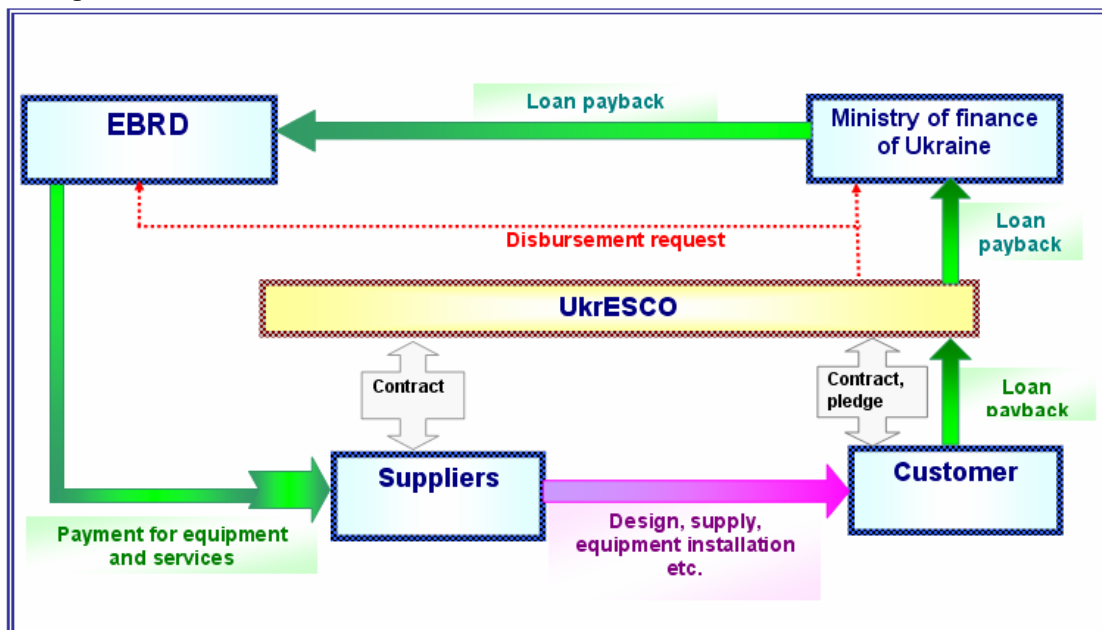 Loan payback
EBRD
Ministry of finance
of Ukraine
Loan
payback
Disbursement request
UkrESCO
Contract
Contract,
pledge
Loan
payback
Suppliers
Customer
Payment for equipment
and services
Design, supply,
equipment installation
etc.